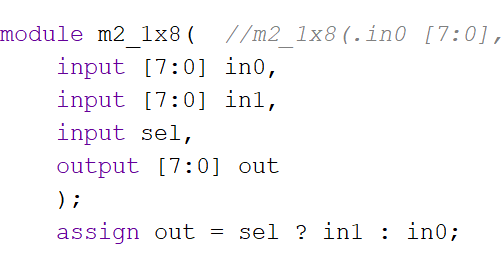 module m2_1x8(  //m2_1x8(.in0 [7:0],
    input [7:0] in0,
    input [7:0] in1,
    input sel,
    output [7:0] out
    );
    assign out = sel ? in1 : in0;